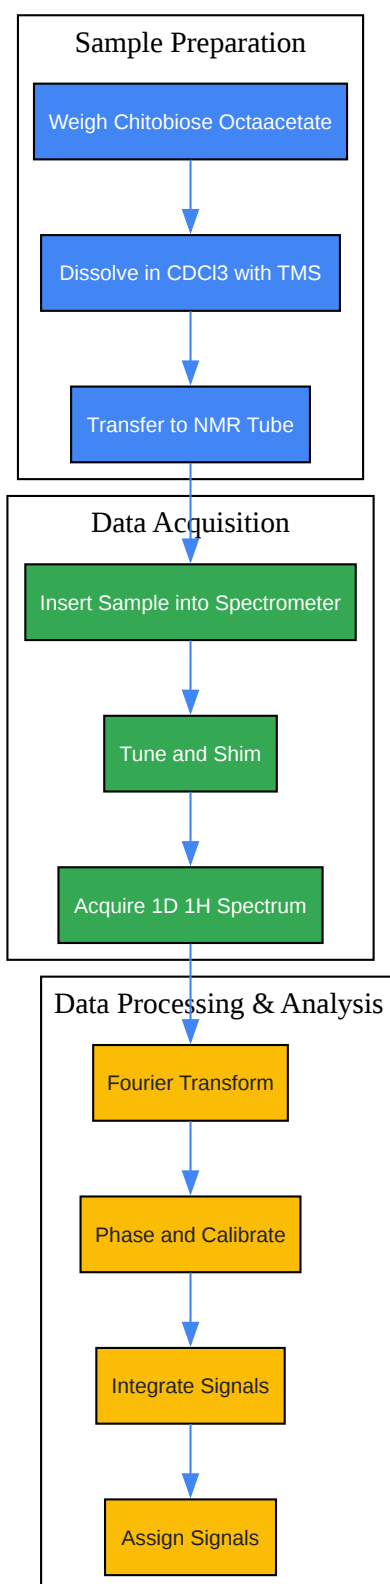 Sample Preparation
Weigh Chitobiose Octaacetate
Dissolve in CDCl3 with TMS
Transfer to NMR Tube
Data Acquisition
Insert Sample into Spectrometer
Tune and Shim
Acquire 1D 1H Spectrum
Data Processing & Analysis
Fourier Transform
Phase and Calibrate
Integrate Signals
Assign Signals